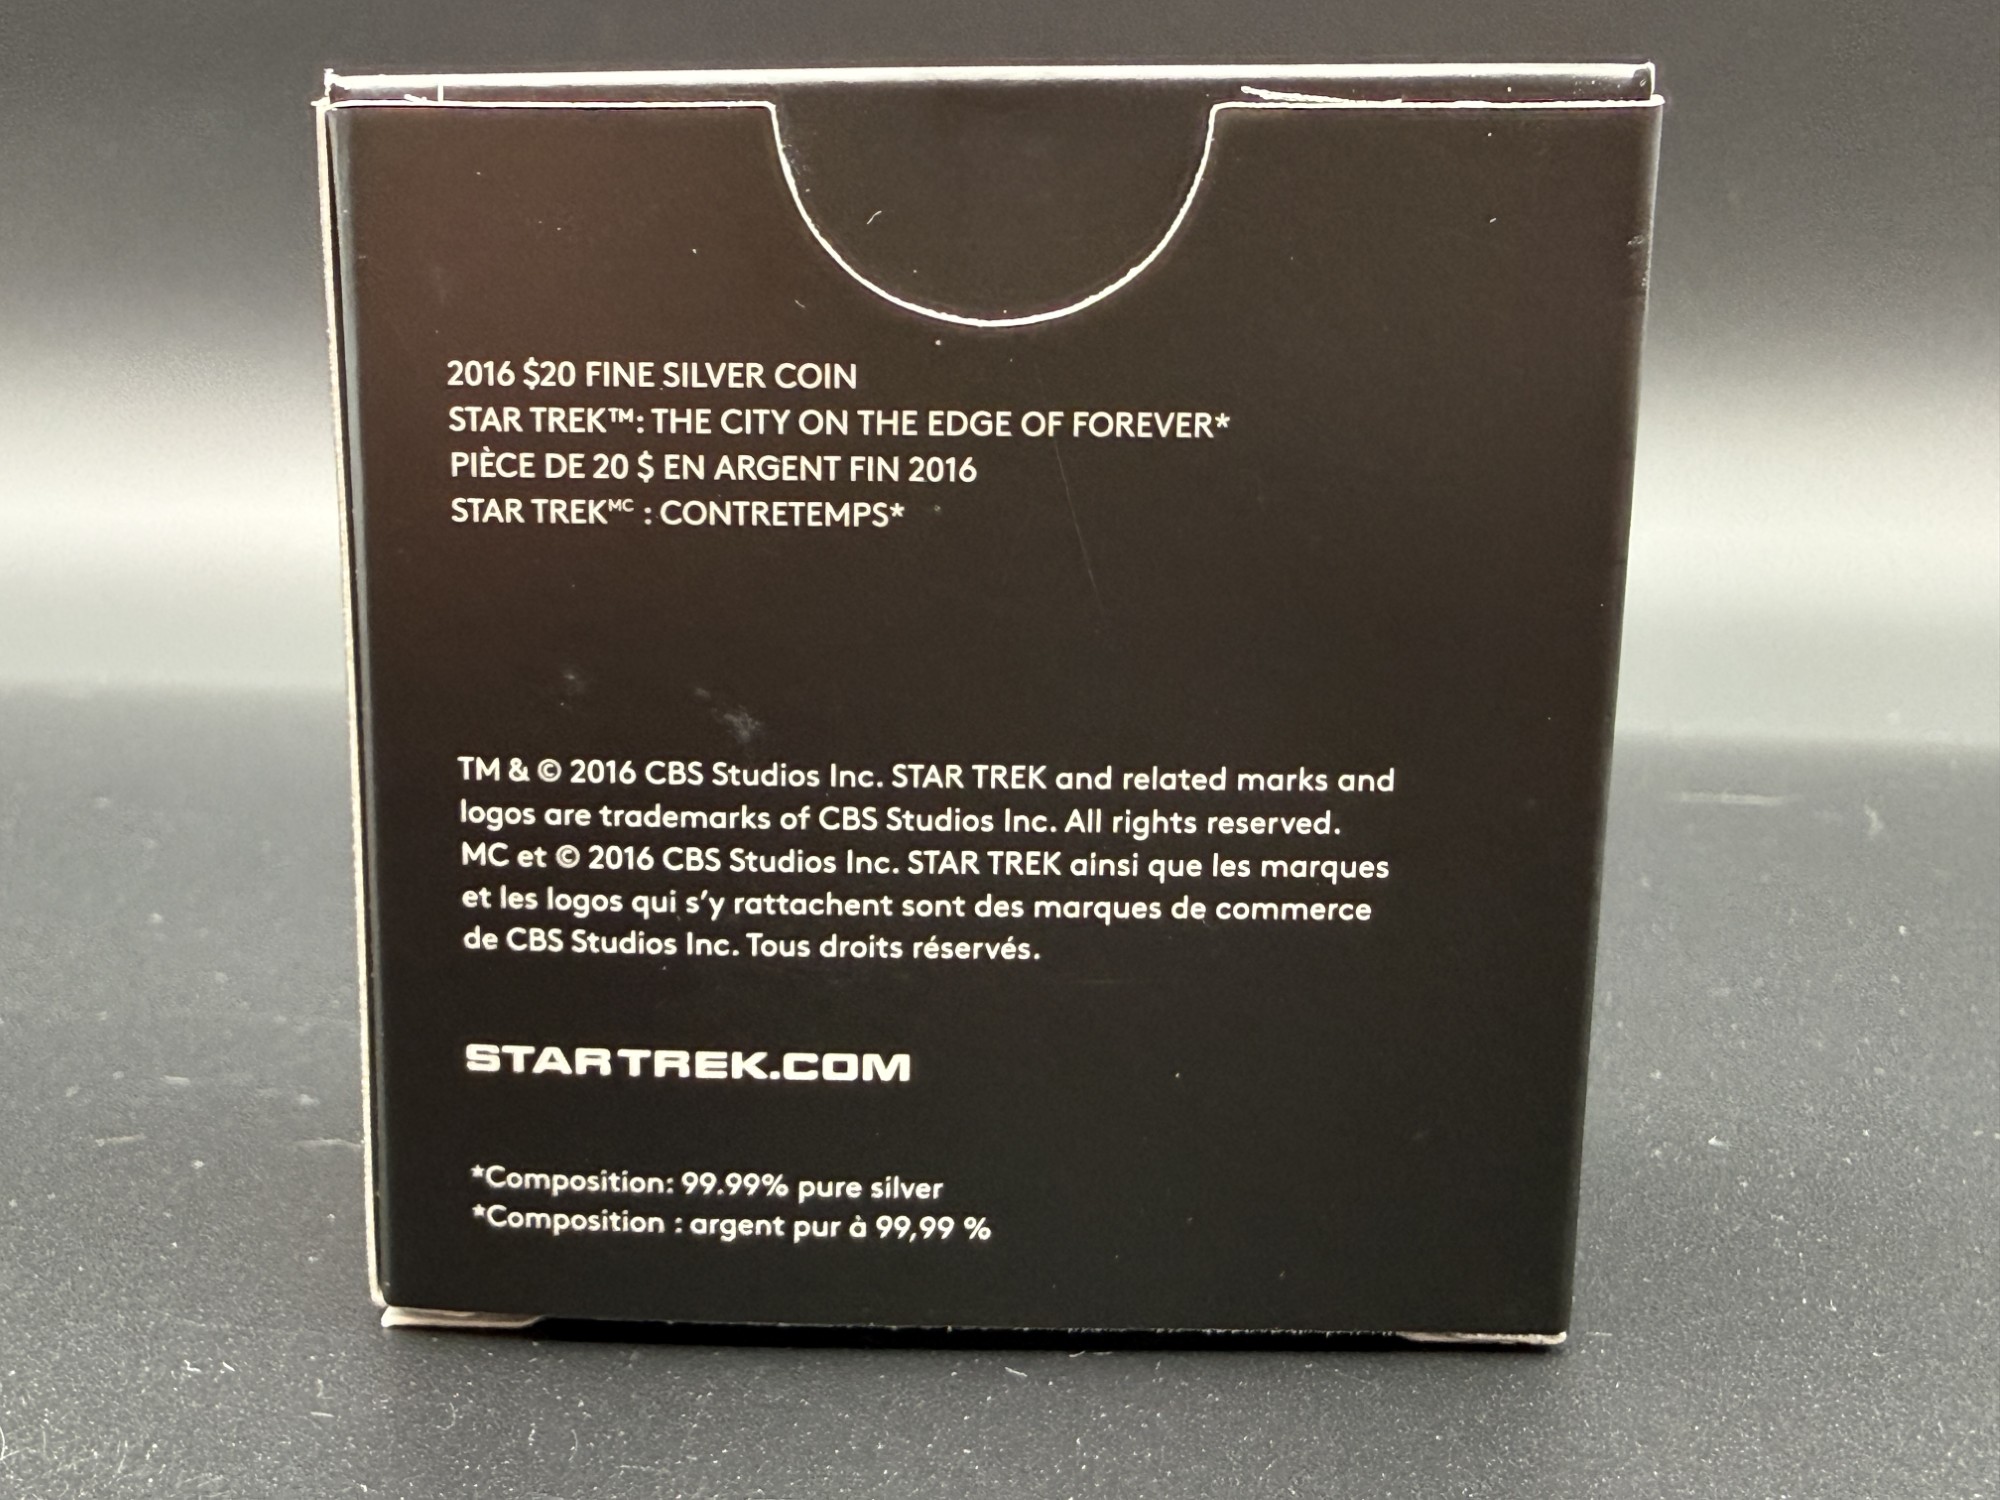 2016 $20 FINE SILVER COIN
STAR TREK™: THE CITY ON THE EDGE OF FOREVER*
PIÈCE DE 20 $ EN ARGENT FIN 2016
STAR TREKᴹᶜ : CONTRETEMPS*
TM & © 2016 CBS Studios Inc. STAR TREK and related marks and
logos are trademarks of CBS Studios Inc. All rights reserved.
MC et © 2016 CBS Studios Inc. STAR TREK ainsi que les marques
et les logos qui s’y rattachent sont des marques de commerce
de CBS Studios Inc. Tous droits réservés.
STARTREK.COM
*Composition: 99.99% pure silver
*Composition : argent pur à 99,99 %